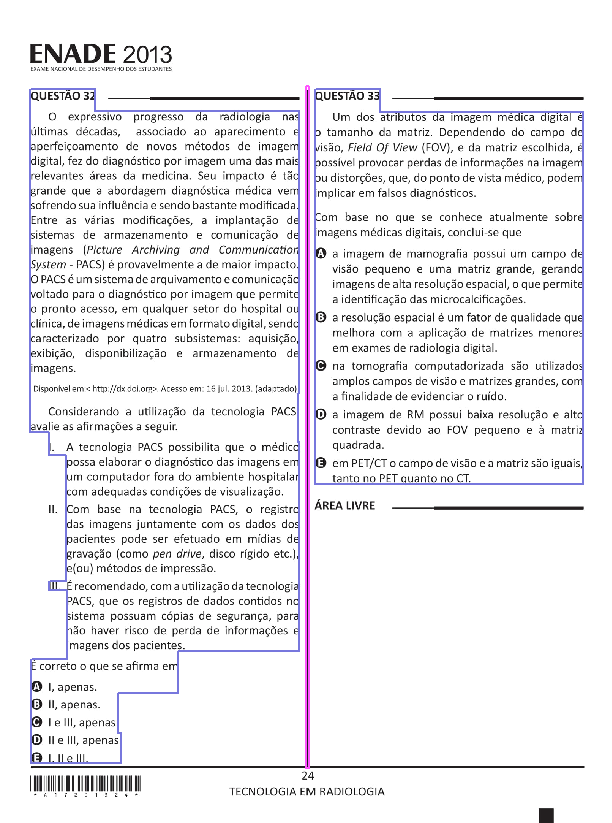 ENADE 2013
EXAME NACIONAL DE DESEMPENHO DOS ESTUDANTES
QUESTÃO 32
O expressivo progresso da radiologia nas
últimas décadas, associado ao aparecimento e
aperfeiçoamento de novos métodos de imagem
digital, fez do diagnóstico por imagem uma das mais
relevantes áreas da medicina. Seu impacto é tão
grande que a abordagem diagnóstica médica vem
sofrendo sua influência e sendo bastante modificada.
Entre as várias modificações, a implantação de
sistemas de armazenamento e comunicação de
imagens (Picture Archiving and Communication
System - PACS) é provavelmente a de maior impacto.
O PACS é um sistema de arquivamento e comunicação
voltado para o diagnóstico por imagem que permite
o pronto acesso, em qualquer setor do hospital ou
clínica, de imagens médicas em formato digital, sendo
caracterizado por quatro subsistemas: aquisição,
exibição, disponibilização e armazenamento de
imagens.
Disponível em < http://dx.doi.org>. Acesso em: 16 jul. 2013. (adaptado)
Considerando a utilização da tecnologia PACS
avalie as afirmações a seguir.
I. A tecnologia PACS possibilita que o médico
possa elaborar o diagnóstico das imagens em
um computador fora do ambiente hospitalar
com adequadas condições de visualização.
II. Com base na tecnologia PACS, o registro
das imagens juntamente com os dados dos
pacientes pode ser efetuado em mídias de
gravação (como pen drive, disco rígido etc.),
e(ou) métodos de impressão.
III. É recomendado, com a utilização da tecnologia
PACS, que os registros de dados contidos no
sistema possuam cópias de segurança, para
não haver risco de perda de informações e
imagens dos pacientes.
É correto o que se afirma em
A I, apenas.
B II, apenas.
C I e III, apenas
D II e III, apenas
E I, II e III.
QUESTÃO 33
Um dos atributos da imagem médica digital é
o tamanho da matriz. Dependendo do campo de
visão, Field Of View (FOV), e da matriz escolhida, é
possível provocar perdas de informações na imagem
ou distorções, que, do ponto de vista médico, podem
implicar em falsos diagnósticos.
Com base no que se conhece atualmente sobre
imagens médicas digitais, conclui-se que
A a imagem de mamografia possui um campo de
visão pequeno e uma matriz grande, gerando
imagens de alta resolução espacial, o que permite
a identificação das microcalcificações.
B a resolução espacial é um fator de qualidade que
melhora com a aplicação de matrizes menores
em exames de radiologia digital.
C na tomografia computadorizada são utilizados
amplos campos de visão e matrizes grandes, com
a finalidade de evidenciar o ruído.
D a imagem de RM possui baixa resolução e alto
contraste devido ao FOV pequeno e à matriz
quadrada.
E em PET/CT o campo de visão e a matriz são iguais,
tanto no PET quanto no CT.
ÁREA LIVRE
24
TECNOLOGIA EM RADIOLOGIA